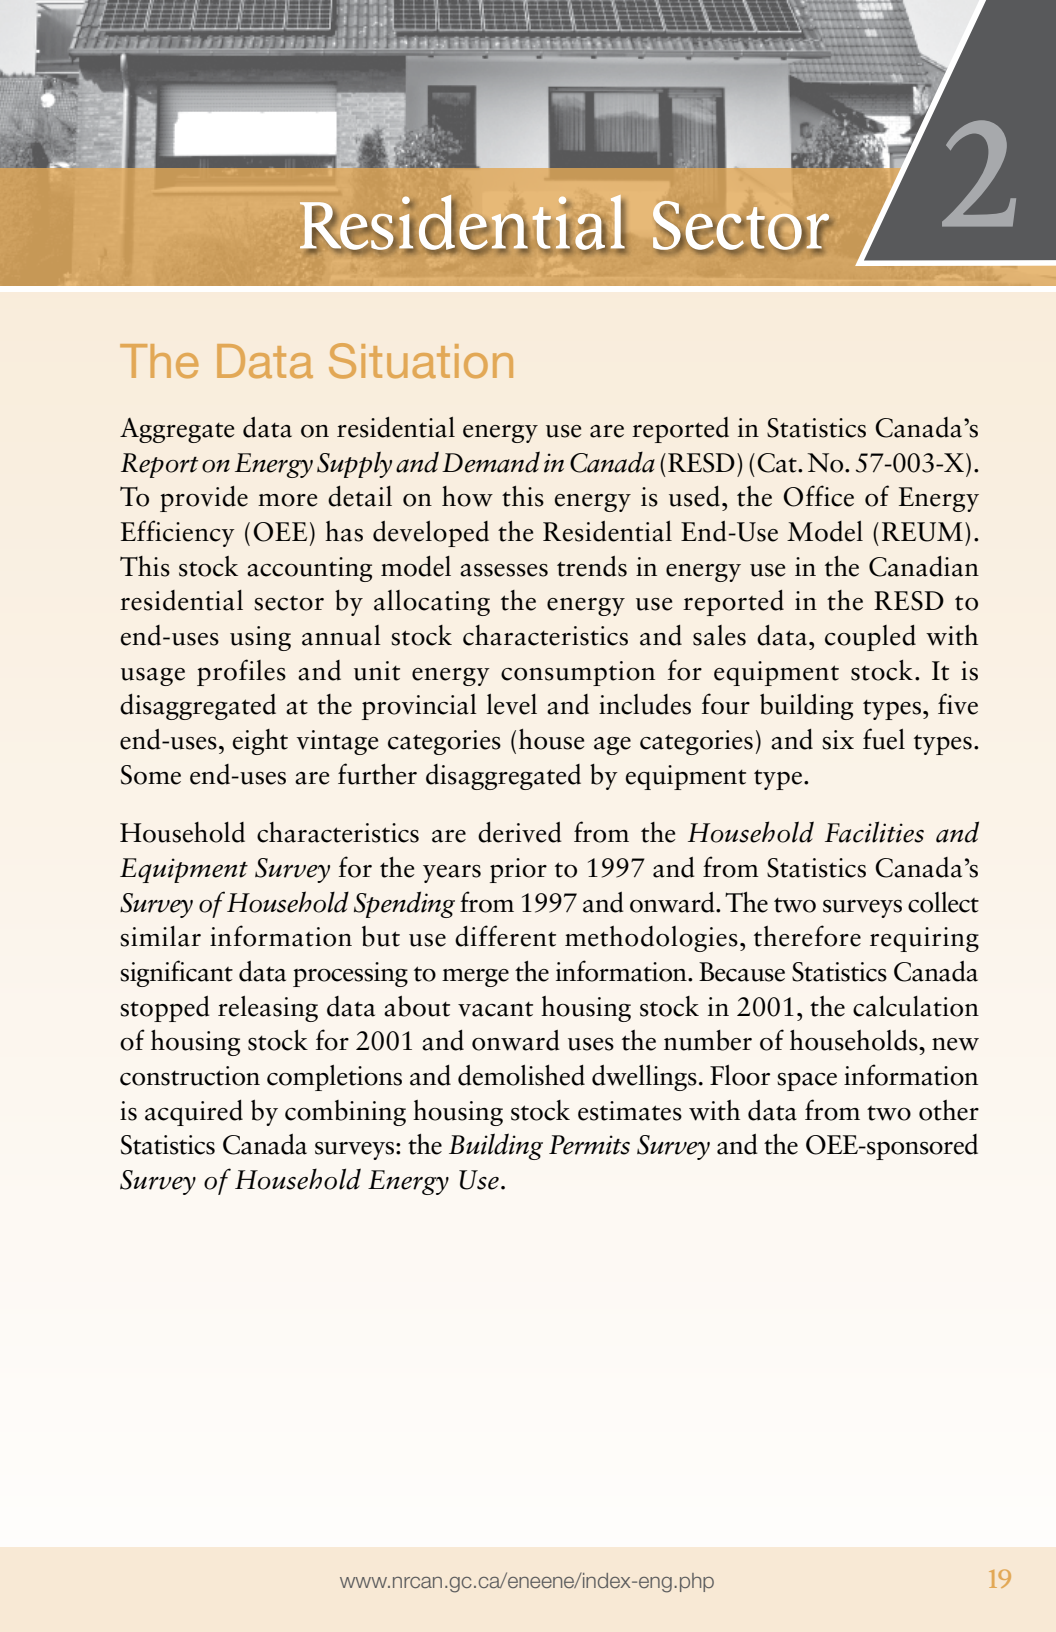 2
Residential Sector
The Data Situation
Aggregate data on residential energy use are reported in Statistics Canada’s
Report on Energy Supply and Demand in Canada (RESD) (Cat. No. 57-003-X).
To provide more detail on how this energy is used, the Office of Energy
Efficiency (OEE) has developed the Residential End-Use Model (REUM).
This stock accounting model assesses trends in energy use in the Canadian
residential sector by allocating the energy use reported in the RESD to
end-uses using annual stock characteristics and sales data, coupled with
usage profiles and unit energy consumption for equipment stock. It is
disaggregated at the provincial level and includes four building types, five
end-uses, eight vintage categories (house age categories) and six fuel types.
Some end-uses are further disaggregated by equipment type.
Household characteristics are derived from the Household Facilities and
Equipment Survey for the years prior to 1997 and from Statistics Canada’s
Survey of Household Spending from 1997 and onward. The two surveys collect
similar information but use different methodologies, therefore requiring
significant data processing to merge the information. Because Statistics Canada
stopped releasing data about vacant housing stock in 2001, the calculation
of housing stock for 2001 and onward uses the number of households, new
construction completions and demolished dwellings. Floor space information
is acquired by combining housing stock estimates with data from two other
Statistics Canada surveys: the Building Permits Survey and the OEE-sponsored
Survey of Household Energy Use.
www.nrcan.gc.ca/eneene/index-eng.php
19